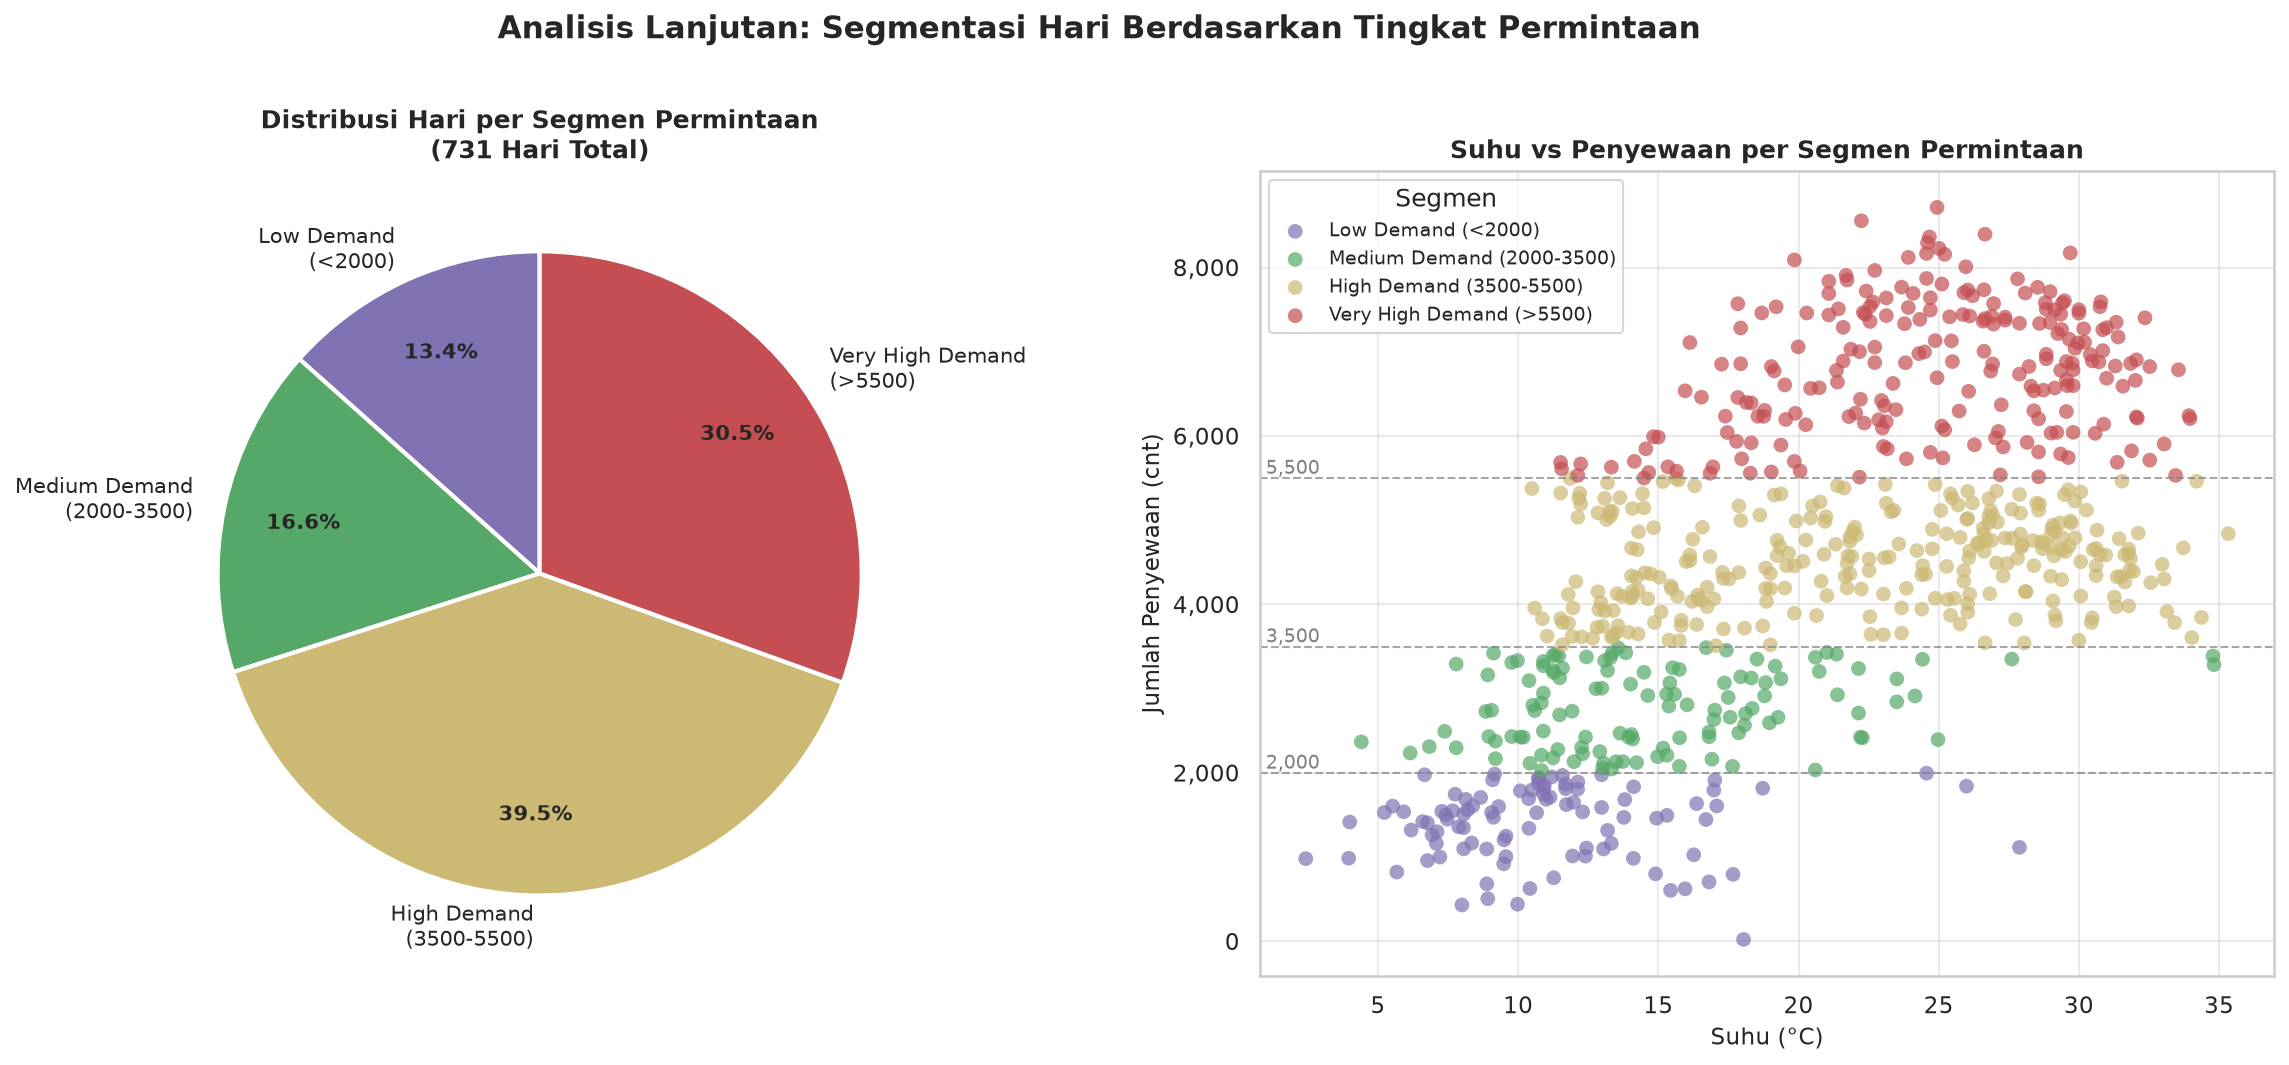 Analisis Lanjutan: Segmentasi Hari Berdasarkan Tingkat Permintaan
Distribusi Hari per Segmen Permintaan
(731 Hari Total)
Low Demand
(<2000)
13.4%
Very High Demand
(>5500)
30.5%
Medium Demand
(2000-3500)
16.6%
39.5%
High Demand
(3500-5500)
Suhu vs Penyewaan per Segmen Permintaan
Segmen
Low Demand (<2000)
Medium Demand (2000-3500)
High Demand (3500-5500)
Very High Demand (>5500)
Jumlah Penyewaan (cnt)
8,000
6,000
4,000
2,000
0
5,500
3,500
2,000
5
10
15
20
25
30
35
Suhu (°C)